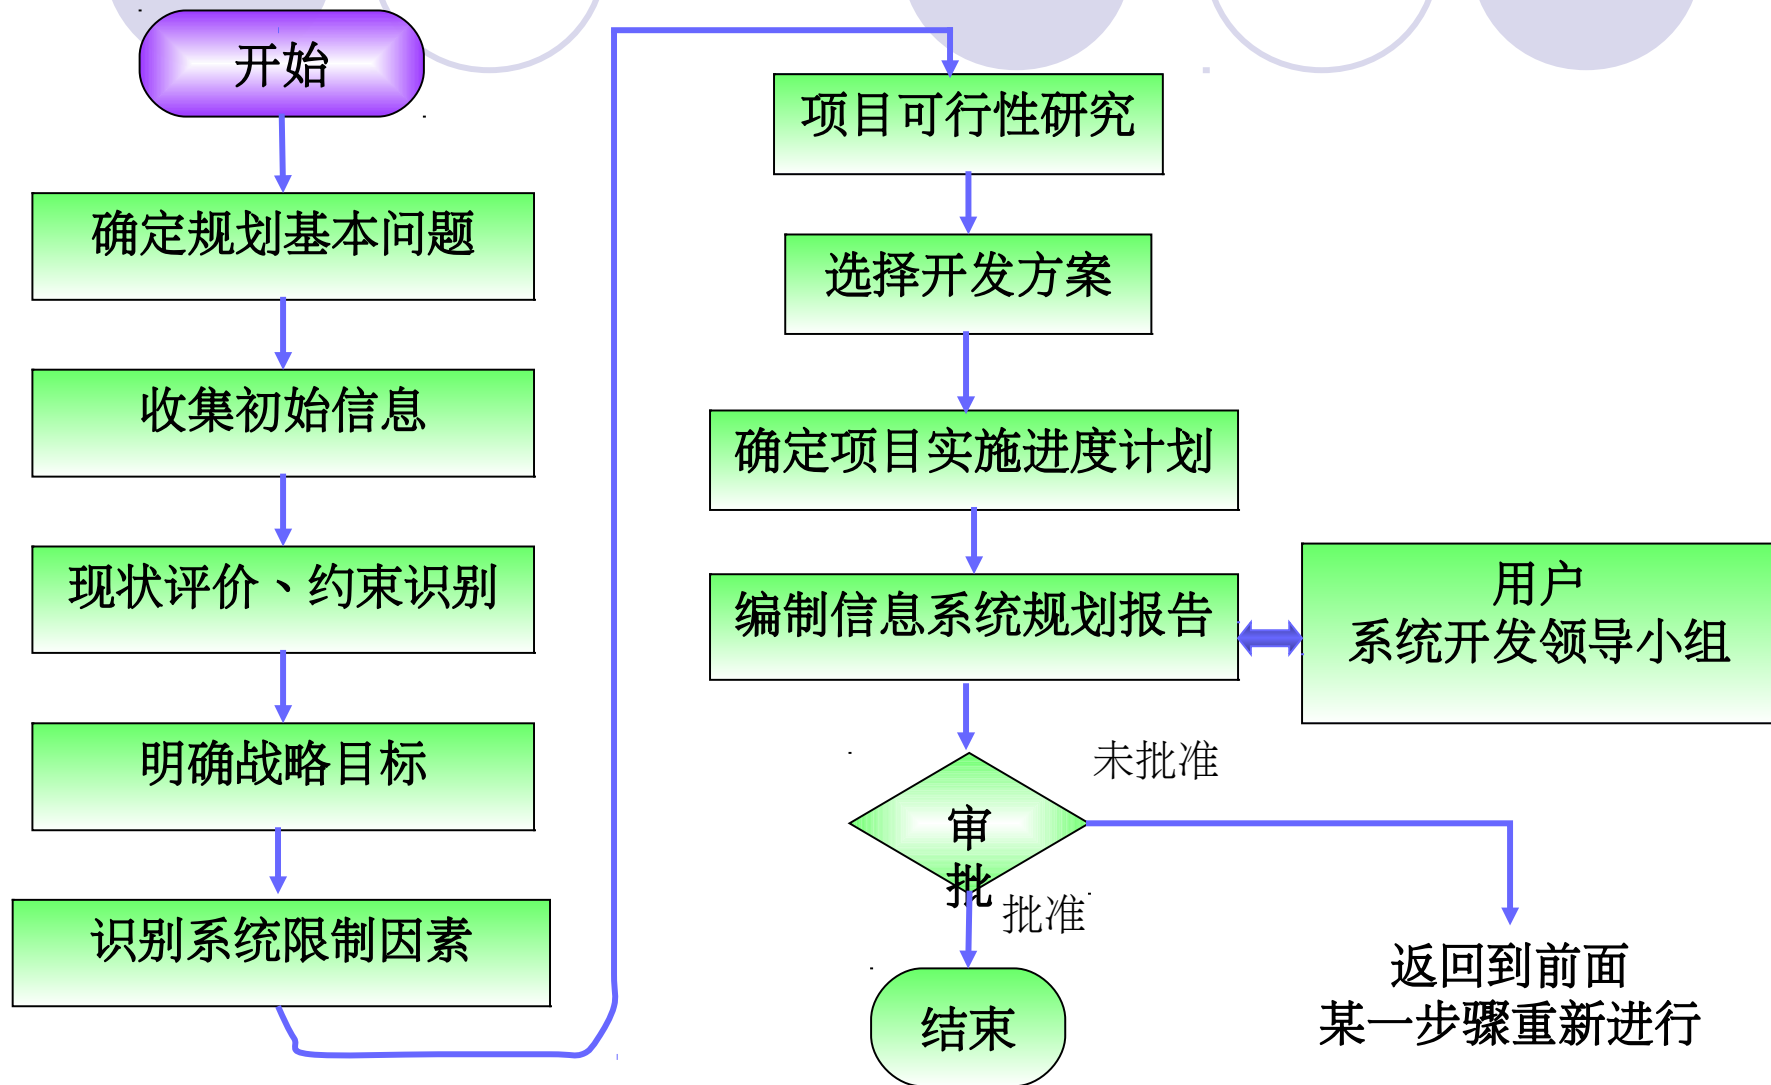 开始
确定规划基本问题
收集初始信息
现状评价、约束识别
明确战略目标
识别系统限制因素
项目可行性研究
选择开发方案
确定项目实施进度计划
编制信息系统规划报告
用户
系统开发领导小组
未批准
审
批
批准
结束
返回到前面
某一步骤重新进行